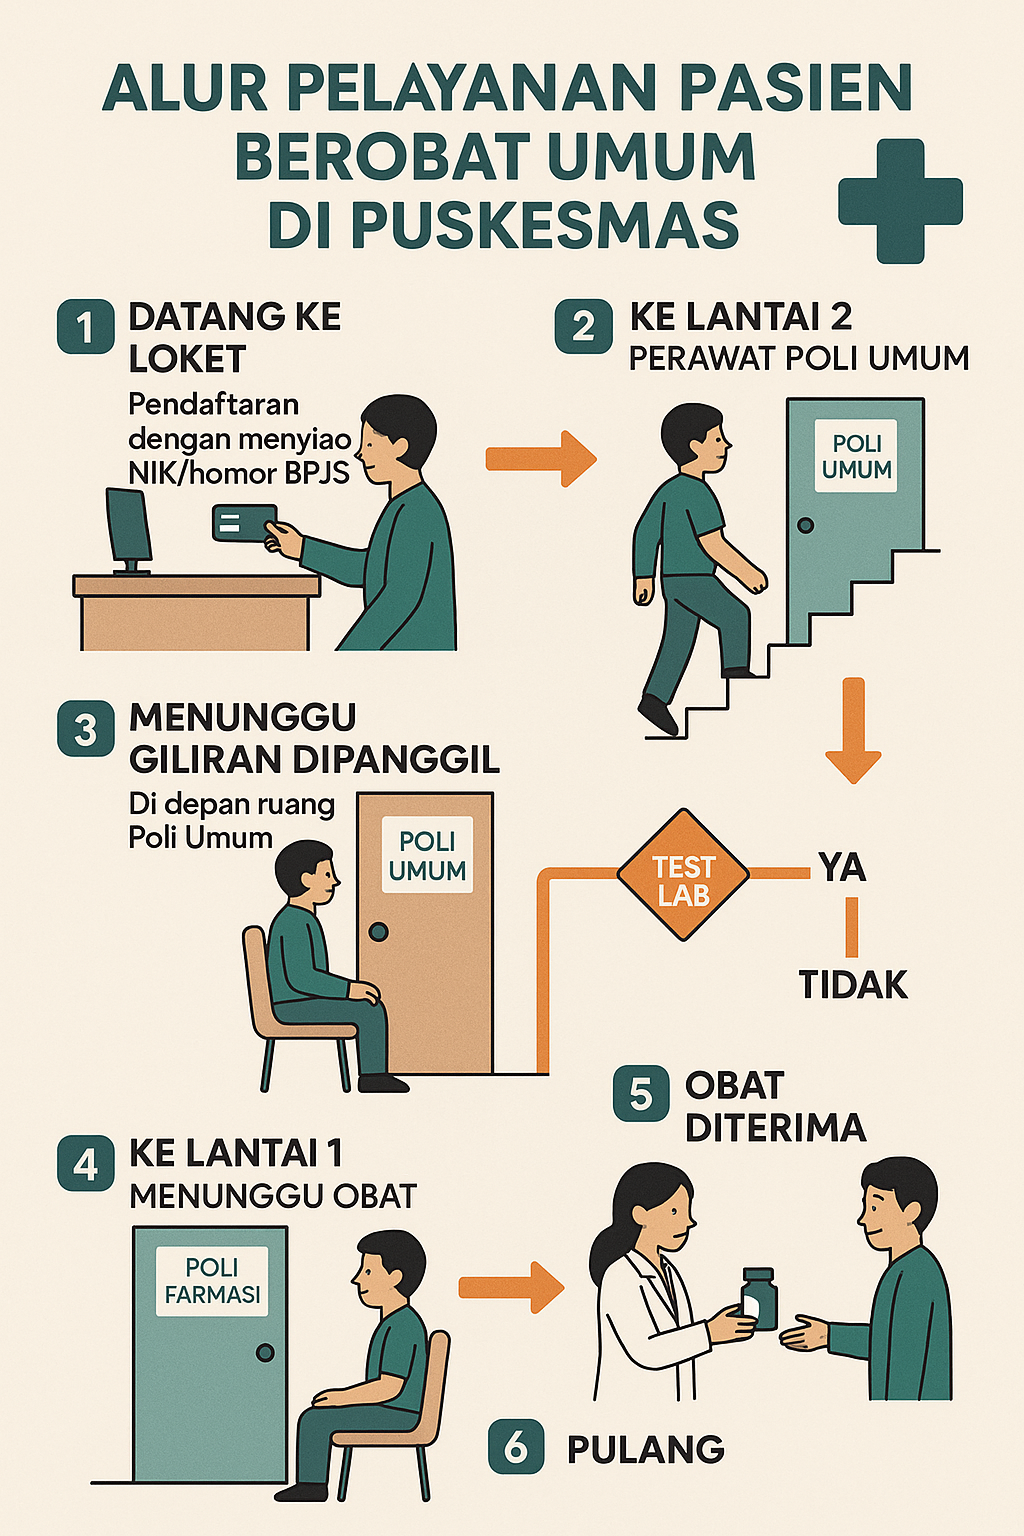 ALUR PELAYANAN PASIEN
BEROBAT UMUM
DI PUSKESMAS
1
DATANG KE
LOKET
Pendaftaran
dengan menyiao
NIK/homor BPJS
2
KE LANTAI 2
PERAWAT POLI UMUM
POLI
UMUM
3
MENUNGGU
GILIRAN DIPANGGIL
Di depan ruang
Poli Umum
POLI
UMUM
TEST
LAB
YA
TIDAK
4
KE LANTAI 1
MENUNGGU OBAT
POLI
FARMASI
5
OBAT
DITERIMA
6
PULANG